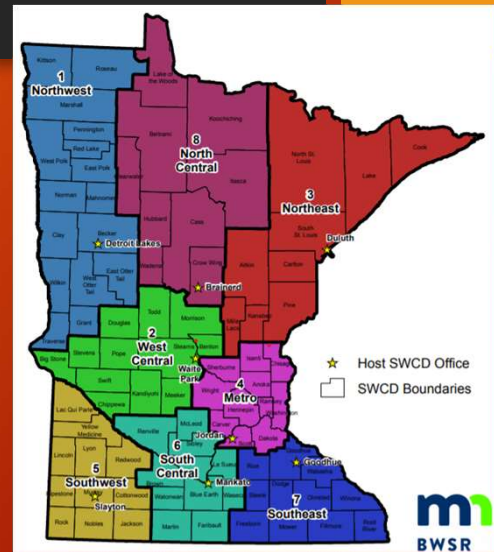 Kittson
Roseau
Lake of
the Woods
1
Northwest
Marshall
Koochiching
Pennington
Beltrami
8
North
Central
Red Lake
West Polk
East Polk
Clearwater
Itasca
Norman
Mahnomen
Hubbard
Cass
Clay
Becker
Detroit Lakes
Wadena
Crow Wing
Brainerd
Wilkin
West
Otter
Tail
East Otter
Tail
Grant
Traverse
North St.
Louis
Lake
Cook
3
Northeast
South
St. Louis
Duluth
Aitkin
Carlton
Pine
Mille
Lacs
Kanabec
Todd
Morrison
Douglas
2
West
Central
Stearns
Benton
Big Stone
Stevens
Pope
Waite
Park
Swift
Kandiyohi
Meeker
Chippewa
Isanti
Chisago
Sherburne
Wright
4
Metro
Anoka
Ramsey
Washington
Hennepin
Carver
Scott
Dakota
Jordan
Host SWCD Office
SWCD Boundaries
Lac Qui Parle
Yellow
Medicine
Lincoln
Lyon
Redwood
5
Southwest
Pipestone
Murray
Cottonwood
Slayton
Rock
Nobles
Jackson
Renville
McLeod
6
South
Central
Sibley
Le Sueur
Brown
Mankato
Watonwan
Blue Earth
Waseca
Martin
Faribault
Goodhue
Goodhue
Rice
Wabasha
Steele
Dodge
Olmsted
Winona
7
Southeast
Freeborn
Mower
Fillmore
Root
River
BWSR